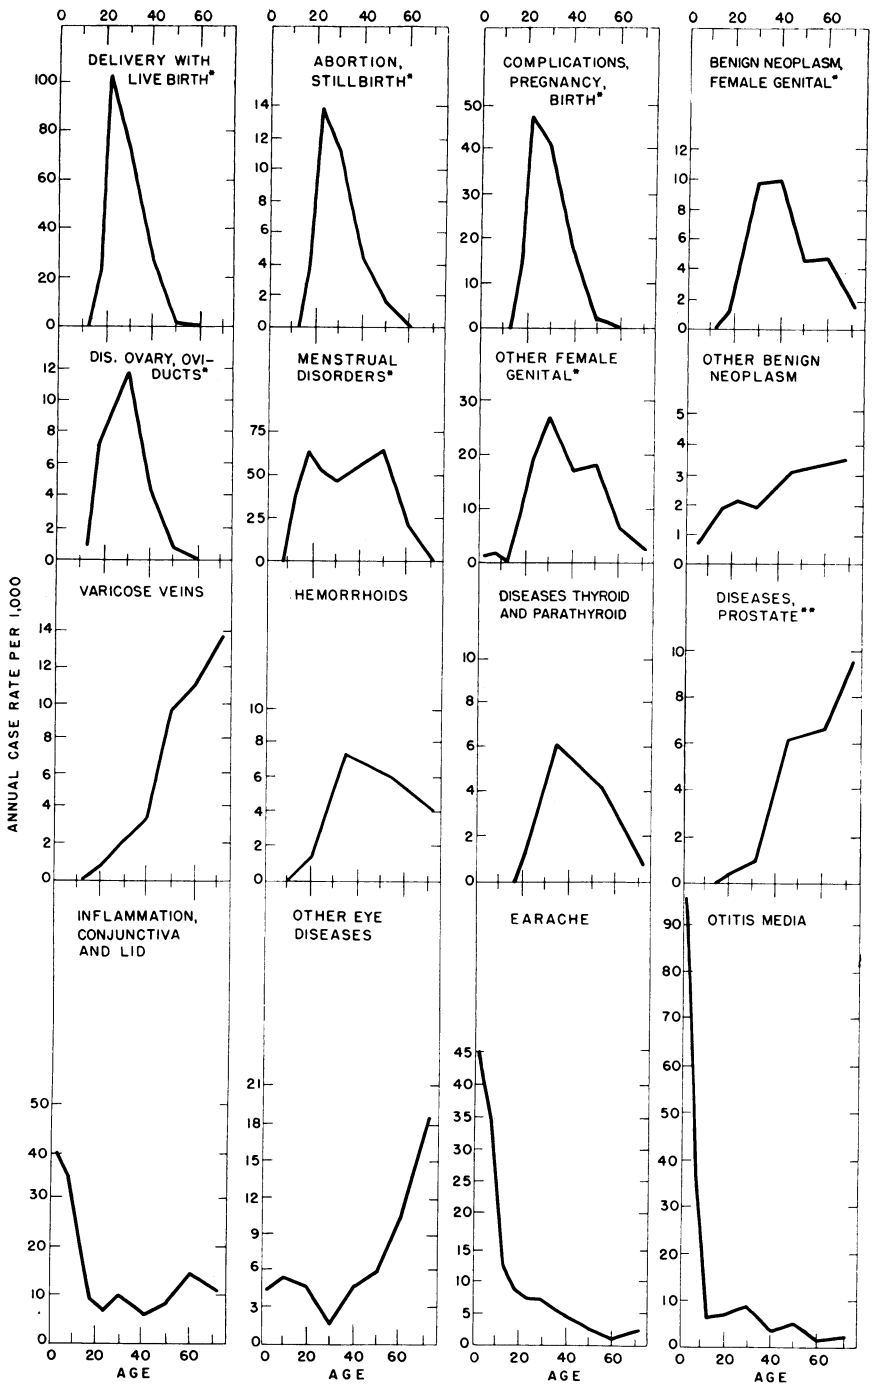 0 20 40 60
0 20 40 60
0 20 40 60
0 20 40 60
DELIVERY WITH
LIVE BIRTH*
100
80
60
40
20
0
ABORTION,
STILLBIRTH*
14
12
10
8
6
4
2
0
COMPLICATIONS,
PREGNANCY,
BIRTH*
50
40
30
20
10
0
BENIGN NEOPLASM,
FEMALE GENITAL*
12
10
8
6
4
2
0
DIS. OVARY, OVI-
DUCTS*
12
10
8
6
4
2
0
MENSTRUAL
DISORDERS*
75
50
25
0
OTHER FEMALE
GENITAL*
30
20
10
0
OTHER BENIGN
NEOPLASM
5
4
3
2
1
0
ANNUAL CASE RATE PER 1,000
VARICOSE VEINS
14
12
10
8
6
4
2
0
HEMORRHOIDS
10
8
6
4
2
0
DISEASES THYROID
AND PARATHYROID
10
8
6
4
2
0
DISEASES,
PROSTATE**
10
8
6
4
2
0
INFLAMMATION,
CONJUNCTIVA
AND LID
50
40
30
20
10
0
0 20 40 60
AGE
OTHER EYE
DISEASES
21
18
15
12
9
6
3
0
0 20 40 60
AGE
EARACHE
45
40
35
30
25
20
15
10
5
0
0 20 40 60
AGE
OTITIS MEDIA
90
80
70
60
50
40
30
20
10
0
0 20 40 60
AGE